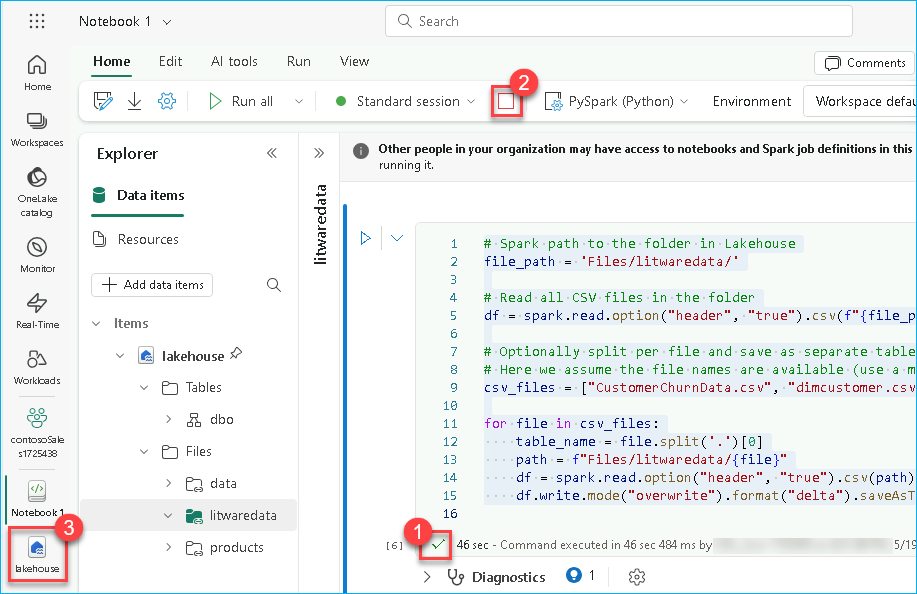 Notebook 1
Search
Home
Edit
AI tools
Run
View
Comments
Run all
Standard session
2
PySpark (Python)
Environment
Workspace defau
Home
Workspaces
OneLake
catalog
Monitor
Real-Time
Workloads
contosoSale
s1725438
Notebook 1
3
lakehouse
Explorer
Data items
Resources
Add data items
Items
lakehouse
Tables
dbo
Files
data
litwaredata
products
litwaredata
Other people in your organization may have access to notebooks and Spark job definitions in this
running it.
1 # Spark path to the folder in Lakehouse
2 file_path = 'Files/litwaredata/'
3
4 # Read all CSV files in the folder
5 df = spark.read.option("header", "true").csv(f"{file_p
6
7 # Optionally split per file and save as separate table
8 # Here we assume the file names are available (use a m
9 csv_files = ["CustomerChurnData.csv", "dimcustomer.csv
10
11 for file in csv_files:
12 table_name = file.split('.')[0]
13 path = f"Files/litwaredata/{file}"
14 df = spark.read.option("header", "true").csv(path)
15 df.write.mode("overwrite").format("delta").saveAsT
16
1
[6] 46 sec - Command executed in 46 sec 484 ms by 5/19
Diagnostics 1